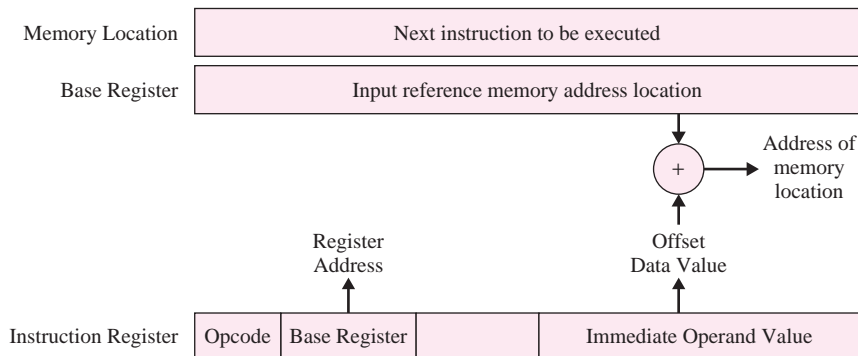 Memory Location
Next instruction to be executed
Base Register
Input reference memory address location
+
Address of
memory
location
Register
Address
Offset
Data Value
Instruction Register
Opcode
Base Register
Immediate Operand Value